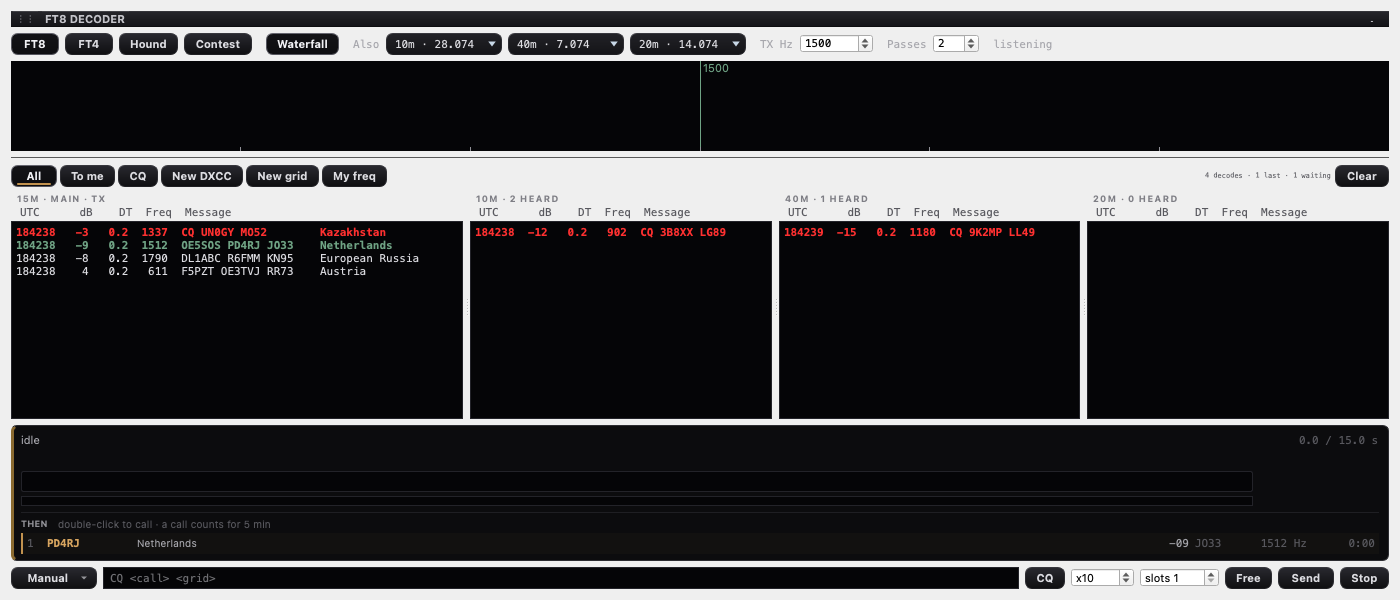 FT8 DECODER
FT8 FT4 Hound Contest Waterfall Also 10m · 28.074 40m · 7.074 20m · 14.074 TX Hz 1500 Passes 2 listening
1500
All To me CQ New DXCC New grid My freq 4 decodes · 1 last · 1 waiting Clear
15M · MAIN · TX 10M · 2 HEARD 40M · 1 HEARD 20M · 0 HEARD
UTC dB DT Freq Message UTC dB DT Freq Message UTC dB DT Freq Message UTC dB DT Freq Message
184238 −3 0.2 1337 CQ UN0GY MO52 Kazakhstan 184238 −12 0.2 902 CQ 3B8XX LG89 184239 −15 0.2 1180 CQ 9K2MP LL49
184238 −9 0.2 1512 OE5SOS PD4RJ JO33 Netherlands
184238 −8 0.2 1790 DL1ABC R6FMM KN95 European Russia
184238 4 0.2 611 F5PZT OE3TVJ RR73 Austria
idle 0.0 / 15.0 s
THEN double-click to call · a call counts for 5 min
1 PD4RJ Netherlands −09 JO33 1512 Hz 0:00
Manual CQ <call> <grid> CQ x10 slots 1 Free Send Stop